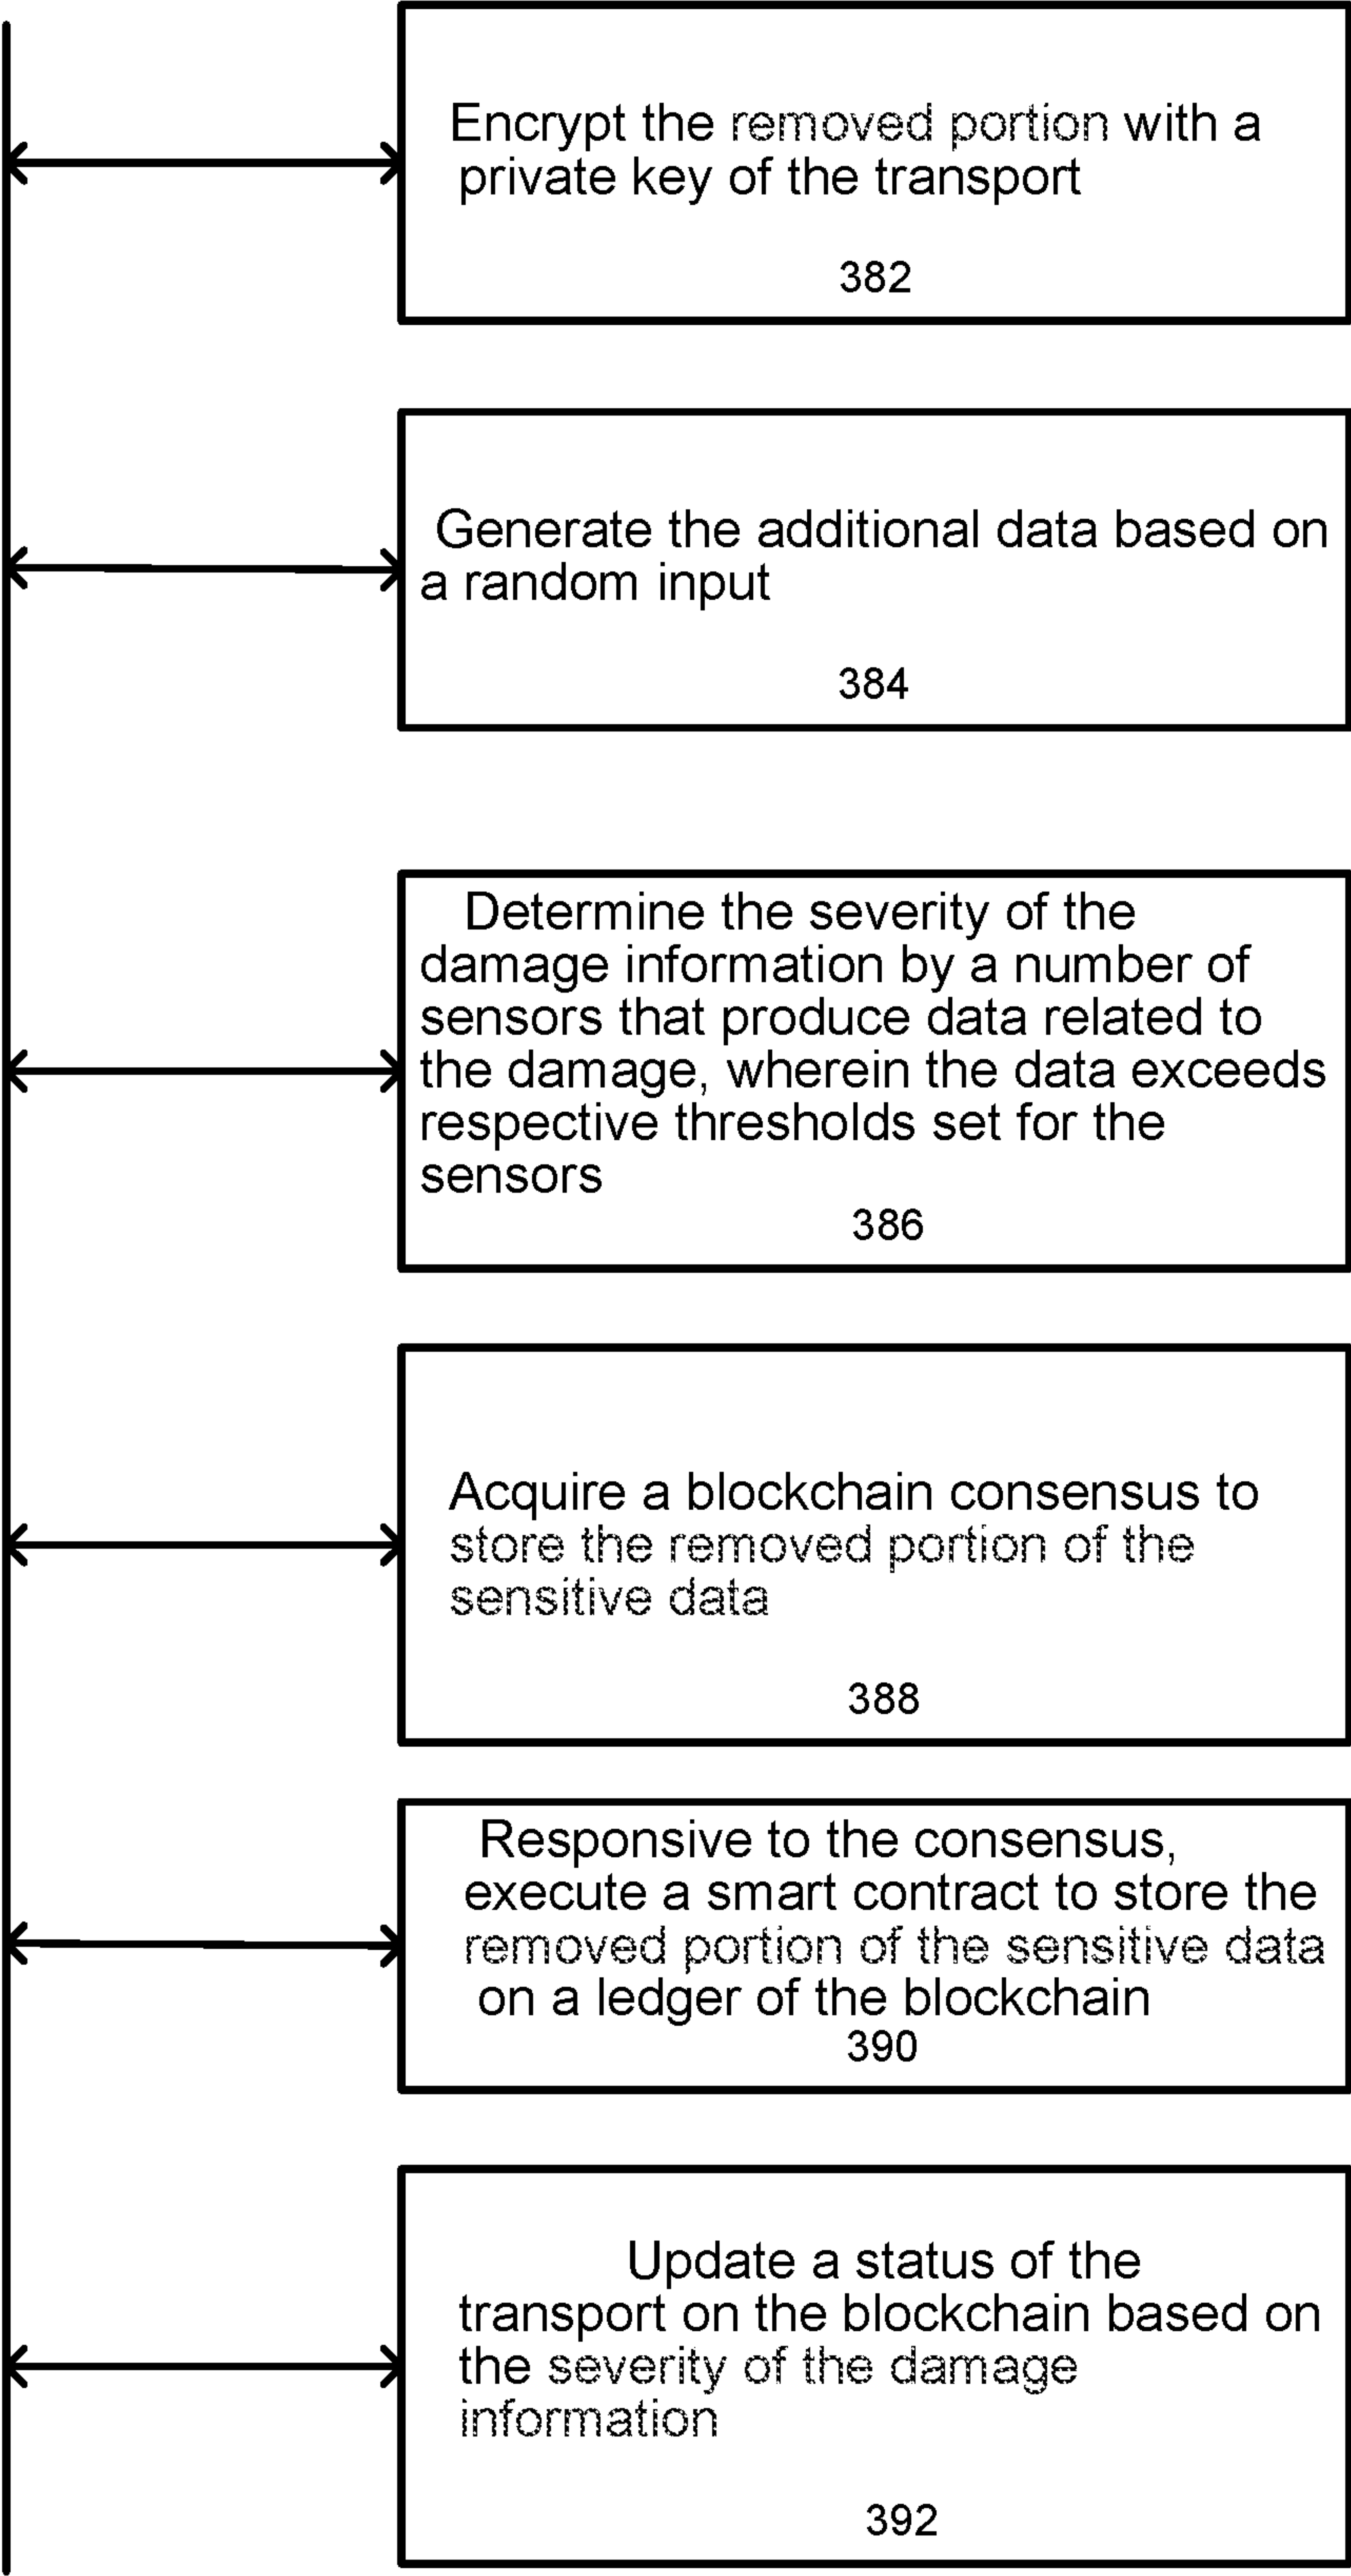 Encrypt the removed portion with a
private key of the transport
382
Generate the additional data based on
a random input
384
Determine the severity of the
damage information by a number of
sensors that produce data related to
the damage, wherein the data exceeds
respective thresholds set for the
sensors
386
Acquire a blockchain consensus to
store the removed portion of the
sensitive data
388
Responsive to the consensus,
execute a smart contract to store the
removed portion of the sensitive data
on a ledger of the blockchain
390
Update a status of the
transport on the blockchain based on
the severity of the damage
information
392